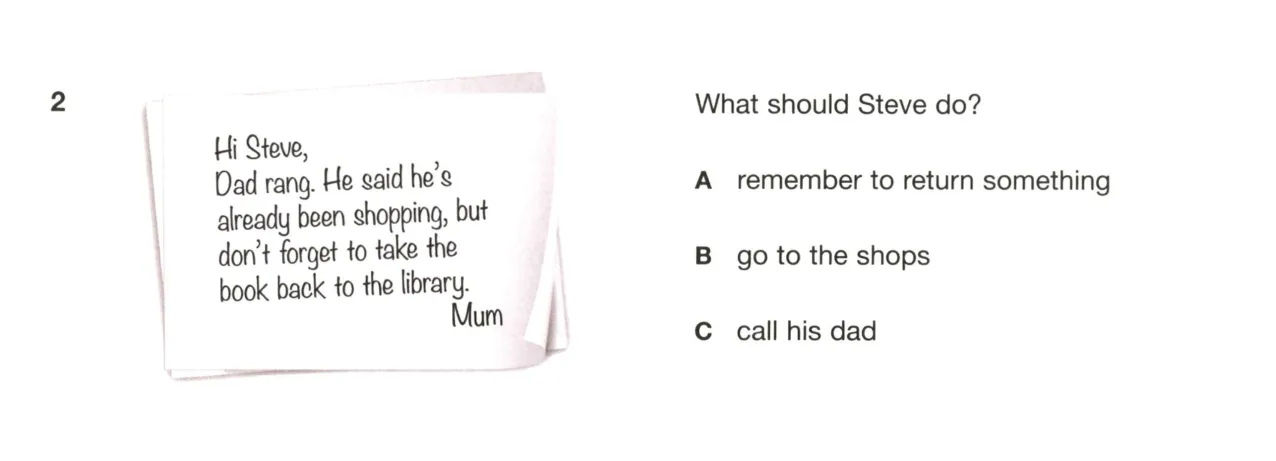 2
Hi Steve,
Dad rang. He said he's
already been shopping, but
don't forget to take the
book back to the library.
Mum
What should Steve do?
A remember to return something
B go to the shops
C call his dad